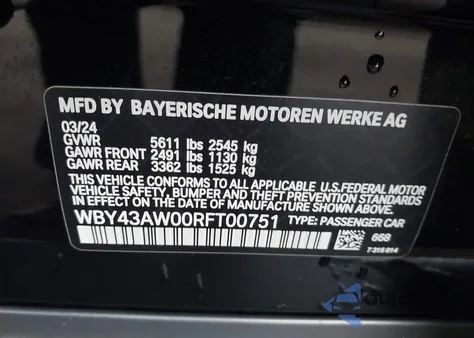 MFD BY BAYERISCHE MOTOREN WERKE AG
03/24
GVWR 5611 lbs 2545 kg
GAWR FRONT 2491 lbs 1130 kg
GAWR REAR 3362 lbs 1525 kg
THIS VEHICLE CONFORMS TO ALL APPLICABLE U.S.FEDERAL MOTOR
VEHICLE SAFETY, BUMPER AND THEFT PREVENTION STANDARDS
IN EFFECT ON THE DATE OF MANUFACTURE SHOWN ABOVE.
WBY43AW00RFT00751 TYPE: PASSENGER CAR
668
7 318 614